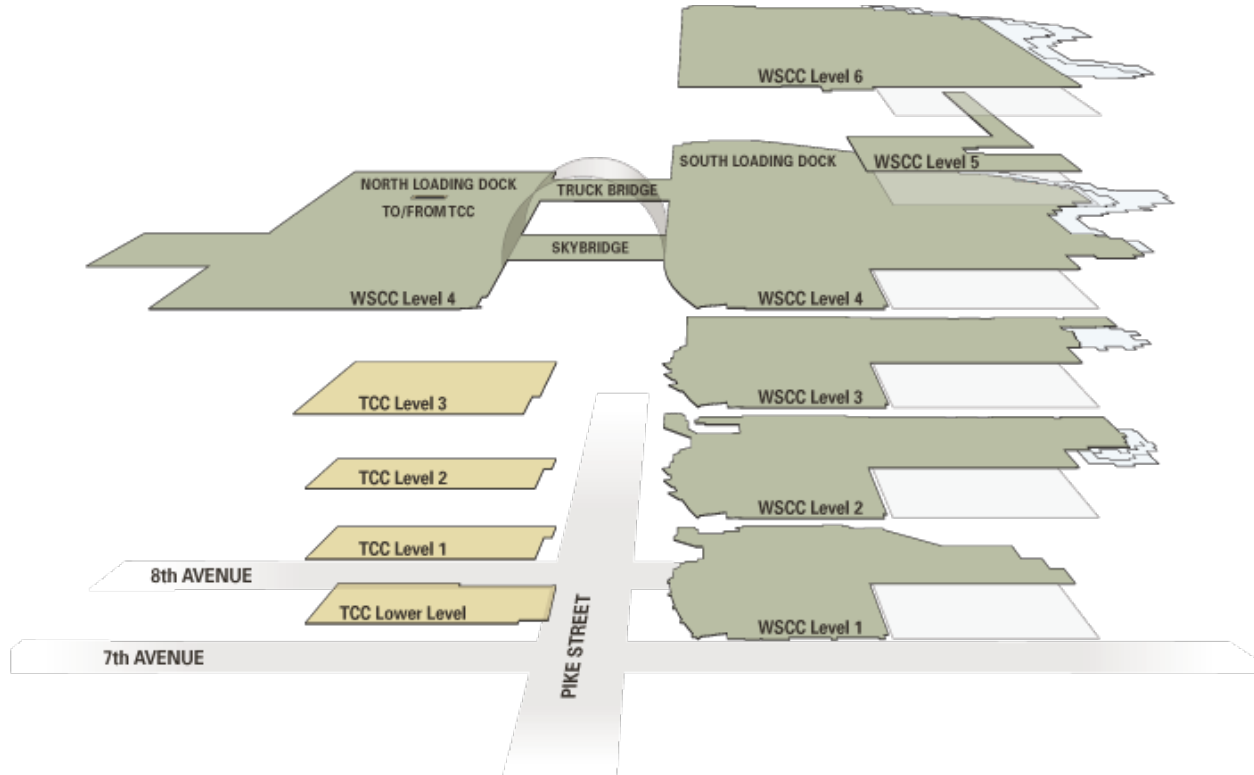 WSCC Level 6
SOUTH LOADING DOCK
WSCC Level 5
NORTH LOADING DOCK
TO/FROM TCC
TRUCK BRIDGE
SKYBRIDGE
WSCC Level 4
WSCC Level 4
TCC Level 3
WSCC Level 3
TCC Level 2
WSCC Level 2
TCC Level 1
8th AVENUE
TCC Lower Level
WSCC Level 1
PIKE STREET
7th AVENUE